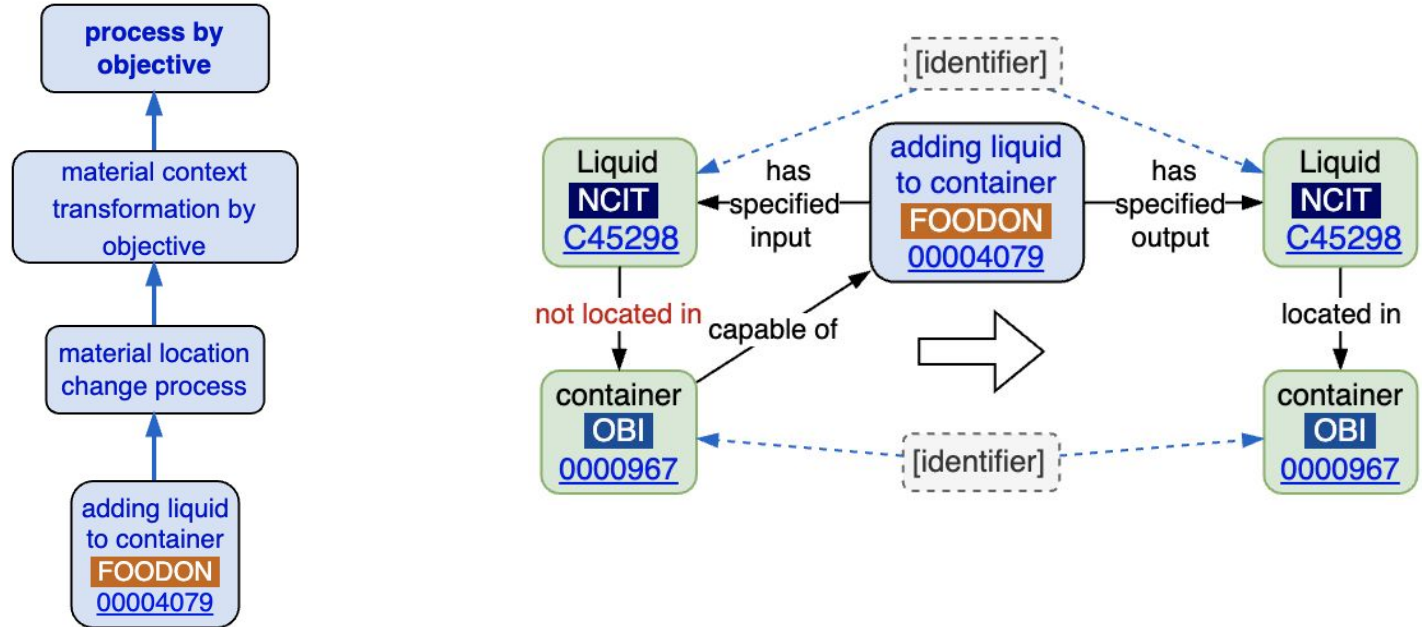 process by
objective
material context
transformation by
objective
material location
change process
adding liquid
to container
FOODON
00004079
[identifier]
Liquid
NCIT
C45298
has
specified
input
adding liquid
to container
FOODON
00004079
has
specified
output
Liquid
NCIT
C45298
not located in
capable of
located in
container
OBI
0000967
[identifier]
container
OBI
0000967